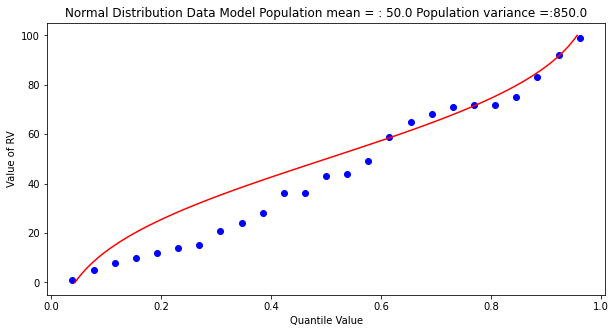 Normal Distribution Data Model Population mean = : 50.0 Population variance =:850.0
100
80
60
40
20
0
Value of RV
0.0 0.2 0.4 0.6 0.8 1.0
Quantile Value